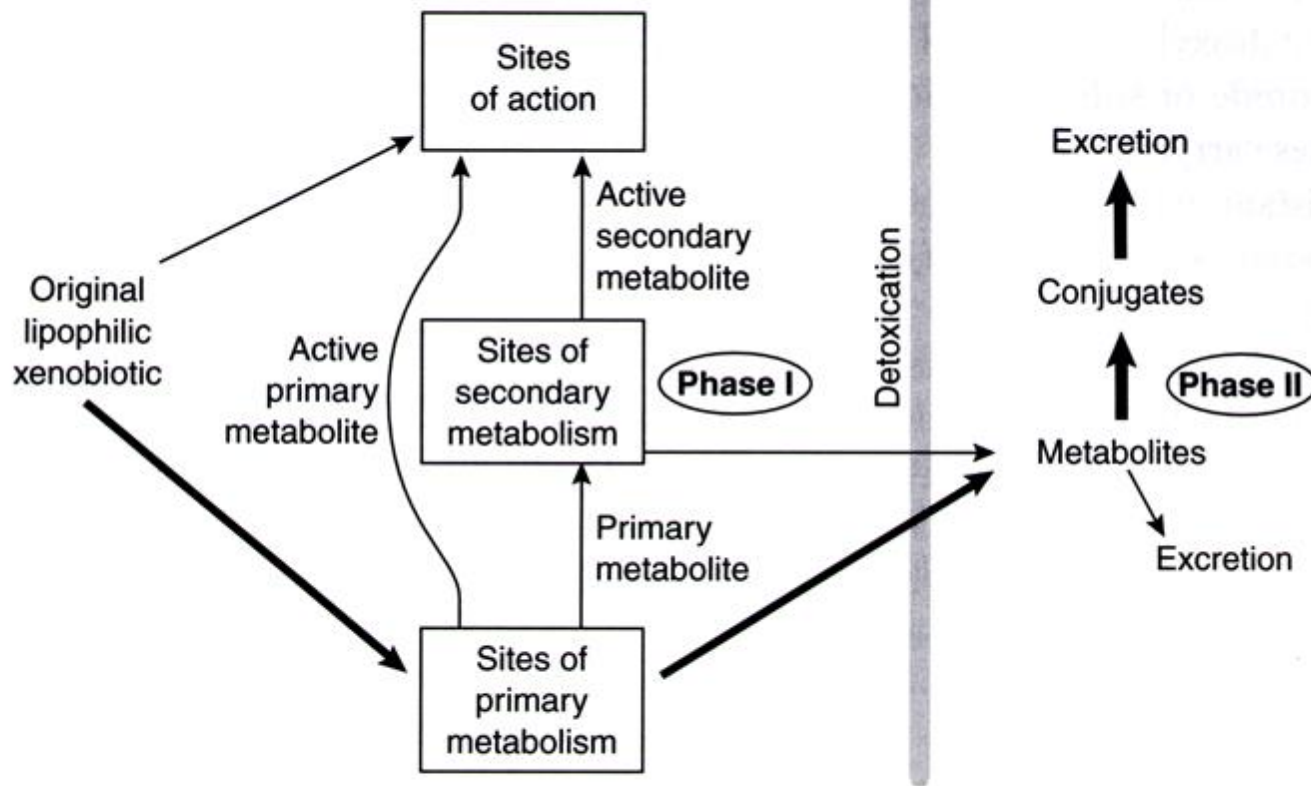 Sites
of action
Excretion
Active
secondary
metabolite
Original
lipophilic
xenobiotic
Active
primary
metabolite
Sites of
secondary
metabolism
Phase I
Detoxication
Conjugates
Phase II
Metabolites
Primary
metabolite
Excretion
Sites of
primary
metabolism